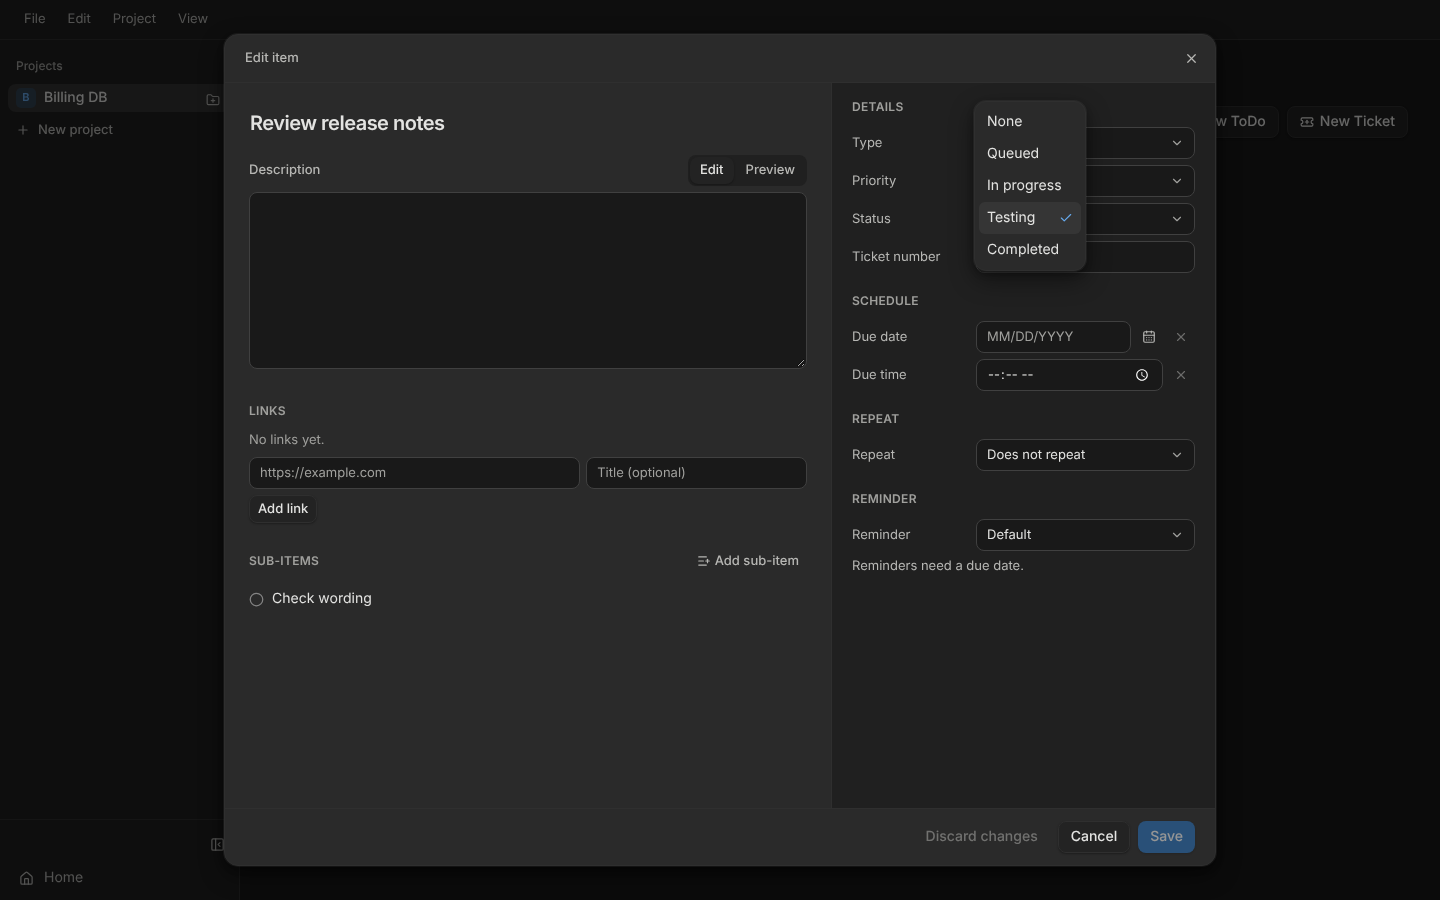 File Edit Project View
Projects
B Billing DB
New project
Home
w ToDo
New Ticket
Edit item
Review release notes
Description
Edit Preview
LINKS
No links yet.
https://example.com Title (optional)
Add link
SUB-ITEMS
Add sub-item
Check wording
DETAILS
Type
Priority
Status
Ticket number
None
Queued
In progress
Testing
Completed
SCHEDULE
Due date MM/DD/YYYY
Due time --:-- --
REPEAT
Repeat Does not repeat
REMINDER
Reminder Default
Reminders need a due date.
Discard changes Cancel Save